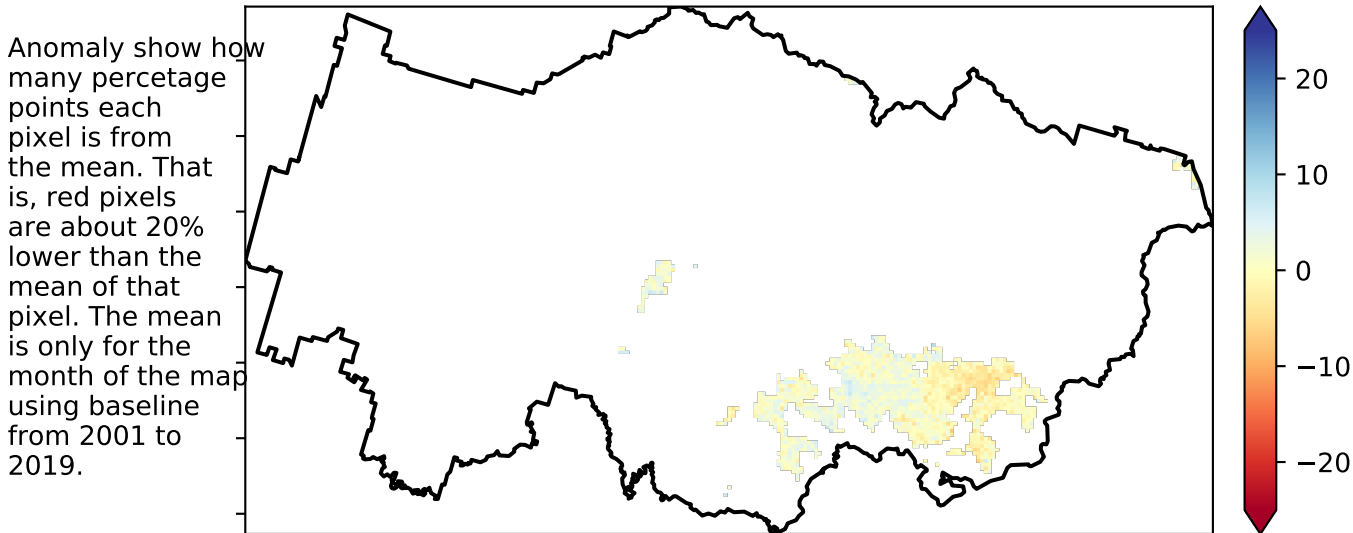 Anomaly show how
many percetage
points each
pixel is from
the mean. That
is, red pixels
are about 20%
lower than the
mean of that
pixel. The mean
is only for the
month of the map
using baseline
from 2001 to
2019.
20
10
0
−10
−20